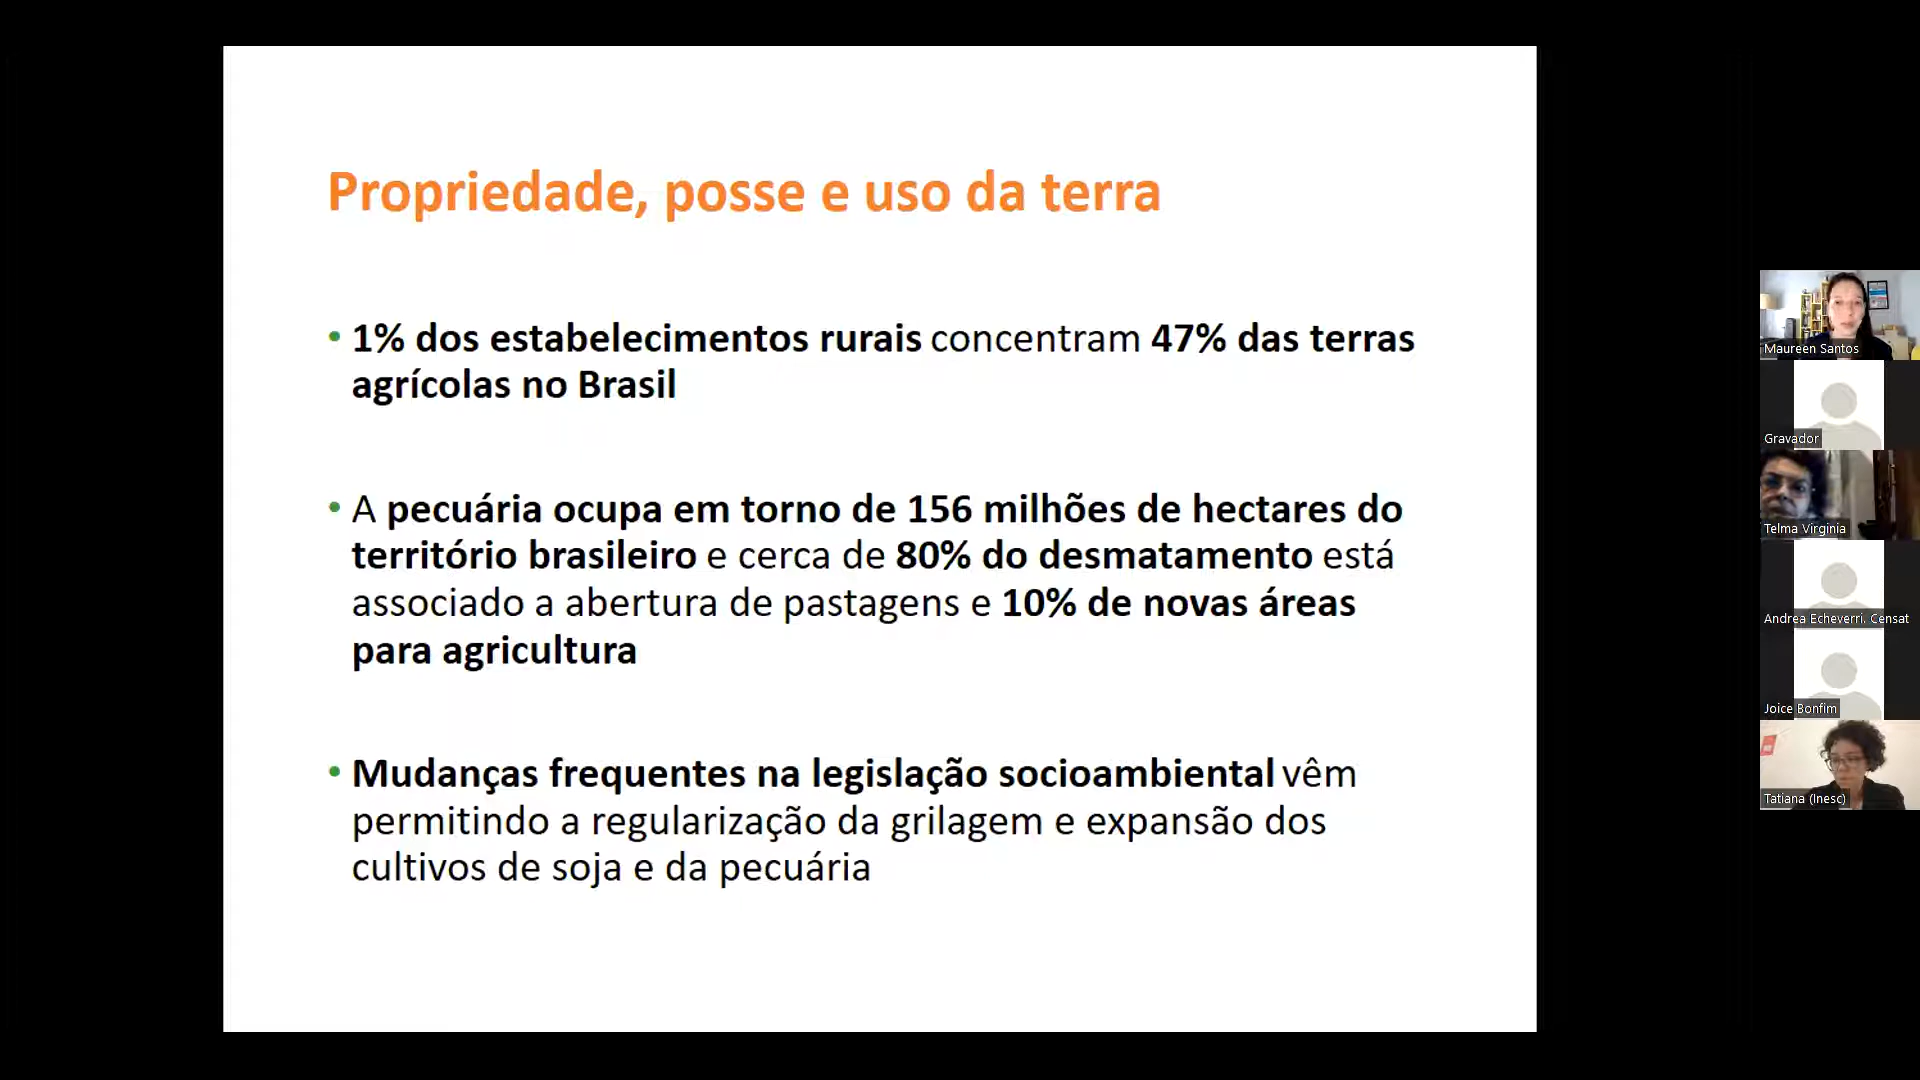 Propriedade, posse e uso da terra
• 1% dos estabelecimentos rurais concentram 47% das terras
agrícolas no Brasil
• A pecuária ocupa em torno de 156 milhões de hectares do
território brasileiro e cerca de 80% do desmatamento está
associado a abertura de pastagens e 10% de novas áreas
para agricultura
• Mudanças frequentes na legislação socioambiental vêm
permitindo a regularização da grilagem e expansão dos
cultivos de soja e da pecuária
Maureen Santos
Gravador
Telma Virginia
Andrea Echeverri. Censat
Joice Bonfim
Tatiana (Inesc)